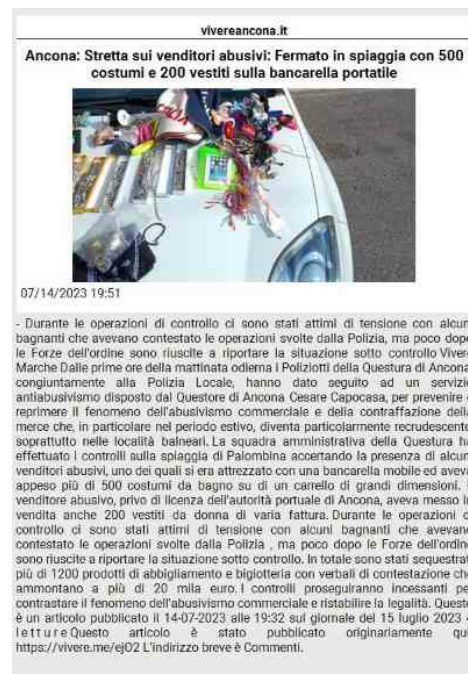 vivereancona.it
Ancona: Stretta sui venditori abusivi: Fermato in spiaggia con 500
costumi e 200 vestiti sulla bancarella portatile
07/14/2023 19:51
- Durante le operazioni di controllo ci sono stati attimi di tensione con alcun
bagnanti che avevano contestato le operazioni svolte dalla Polizia, ma poco dopo
le Forze dell'ordine sono riuscite a riportare la situazione sotto controllo Vivere
Marche Dalle prime ore della mattinata odierna i Poliziotti della Questura di Ancona,
congiuntamente alla Polizia Locale, hanno dato seguito ad un servizi
antiabusivismo disposto dal Questore di Ancona Cesare Capocasa, per prevenire
reprimere il fenomeno dell'abusivismo commerciale e della contraffazione dell
merce che, in particolare nel periodo estivo, diventa particolarmente recrudescente
soprattutto nelle località balneari. La squadra amministrativa della Questura ha
effettuato i controlli sulla spiaggia di Palombina accertando la presenza di alcun
venditori abusivi, uno dei quali si era attrezzato con una bancarella mobile ed avev
appeso più di 500 costumi da bagno su di un carrello di grandi dimensioni.
venditore abusivo, privo di licenza dell'autorità portuale di Ancona, aveva messo i
vendita anche 200 vestiti da donna di varia fattura. Durante le operazioni d
controllo ci sono stati attimi di tensione con alcuni bagnanti che avevan
contestato le operazioni svolte dalla Polizia , ma poco dopo le Forze dell'ordine
sono riuscite a riportare la situazione sotto controllo. In totale sono stati sequestrat
più di 1200 prodotti di abbigliamento e bigiotteria con verbali di contestazione che
ammontano a più di 20 mila euro. I controlli proseguiranno incessanti pe
contrastare il fenomeno dell'abusivismo commerciale e ristabilire la legalità. Quest
è un articolo pubblicato il 14-07-2023 alle 19:32 sul giornale del 15 luglio 2023
letture Questo articolo è stato pubblicato originariamente qui
https://vivere.me/ejO2 L'indirizzo breve è Commenti.